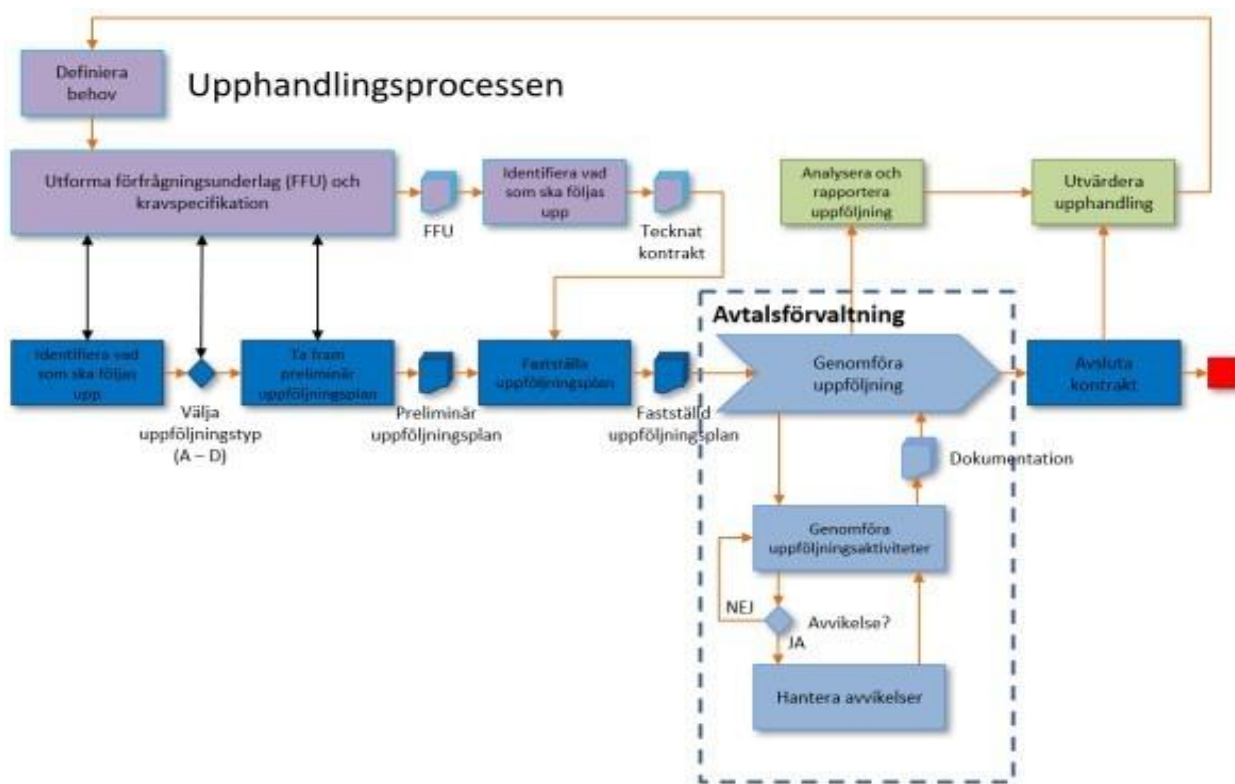 Definiera
behov
Upphandlingsprocessen
Utforma förfrågningsunderlag (FFU) och
kravspecifikation
FFU
Identifiera vad
som ska följas
upp
Tecknat
kontrakt
Analysera och
rapportera
uppföljning
Utvärdera
upphandling
Identifiera vad
som ska följas
upp
Välja
uppföljningstyp
(A – D)
Ta fram
preliminär
uppföljningsplan
Preliminär
uppföljningsplan
Fastställa
uppföljningsplan
Fastställd
uppföljningsplan
Avtalsförvaltning
Genomföra
uppföljning
Avsluta
kontrakt
Dokumentation
Genomföra
uppföljningsaktiviteter
NEJ
Avvikelse?
JA
Hantera avvikelser